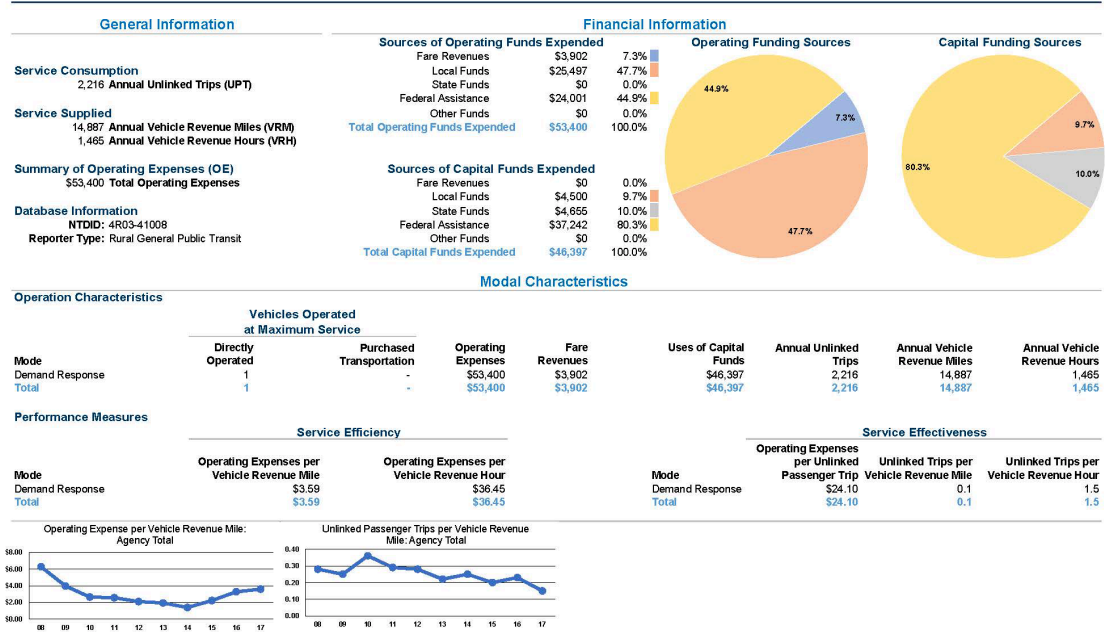 General Information
Financial Information
Service Consumption
2,216 Annual Unlinked Trips (UPT)
Service Supplied
14,887 Annual Vehicle Revenue Miles (VRM)
1,465 Annual Vehicle Revenue Hours (VRH)
Summary of Operating Expenses (OE)
$53,400 Total Operating Expenses
Database Information
NTDID: 4R03-41008
Reporter Type: Rural General Public Transit
Sources of Operating Funds Expended
Fare Revenues $3,902 7.3%
Local Funds $25,497 47.7%
State Funds $0 0.0%
Federal Assistance $24,001 44.9%
Other Funds $0 0.0%
Total Operating Funds Expended $53,400 100.0%
Sources of Capital Funds Expended
Fare Revenues $0 0.0%
Local Funds $4,500 9.7%
State Funds $4,655 10.0%
Federal Assistance $37,242 80.3%
Other Funds $0 0.0%
Total Capital Funds Expended $46,397 100.0%
Operating Funding Sources
44.9%
7.3%
47.7%
Capital Funding Sources
9.7%
80.3%
10.0%
Modal Characteristics
Operation Characteristics
Vehicles Operated
at Maximum Service
Directly Purchased Operating Fare Uses of Capital Annual Unlinked Annual Vehicle Annual Vehicle
Mode Operated Transportation Expenses Revenues Funds Trips Revenue Miles Revenue Hours
Demand Response 1 - $53,400 $3,902 $46,397 2,216 14,887 1,465
Total 1 - $53,400 $3,902 $46,397 2,216 14,887 1,465
Performance Measures
Service Efficiency
Operating Expenses per Operating Expenses per
Mode Vehicle Revenue Mile Vehicle Revenue Hour
Demand Response $3.59 $36.45
Total $3.59 $36.45
Service Effectiveness
Operating Expenses
per Unlinked Unlinked Trips per Unlinked Trips per
Mode Passenger Trip Vehicle Revenue Mile Vehicle Revenue Hour
Demand Response $24.10 0.1 1.5
Total $24.10 0.1 1.5
Operating Expense per Vehicle Revenue Mile:
Agency Total
$8.00
$6.00
$4.00
$2.00
$0.00
08 09 10 11 12 13 14 15 16 17
Unlinked Passenger Trips per Vehicle Revenue
Mile: Agency Total
0.40
0.30
0.20
0.10
0.00
08 09 10 11 12 13 14 15 16 17